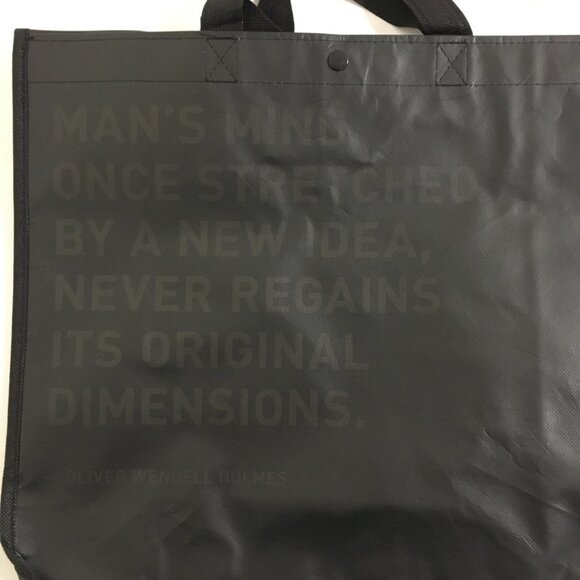 MAN'S MIND
ONCE STRETCHED
BY A NEW IDEA,
NEVER REGAINS
ITS ORIGINAL
DIMENSIONS.
—OLIVER WENDELL HOLMES